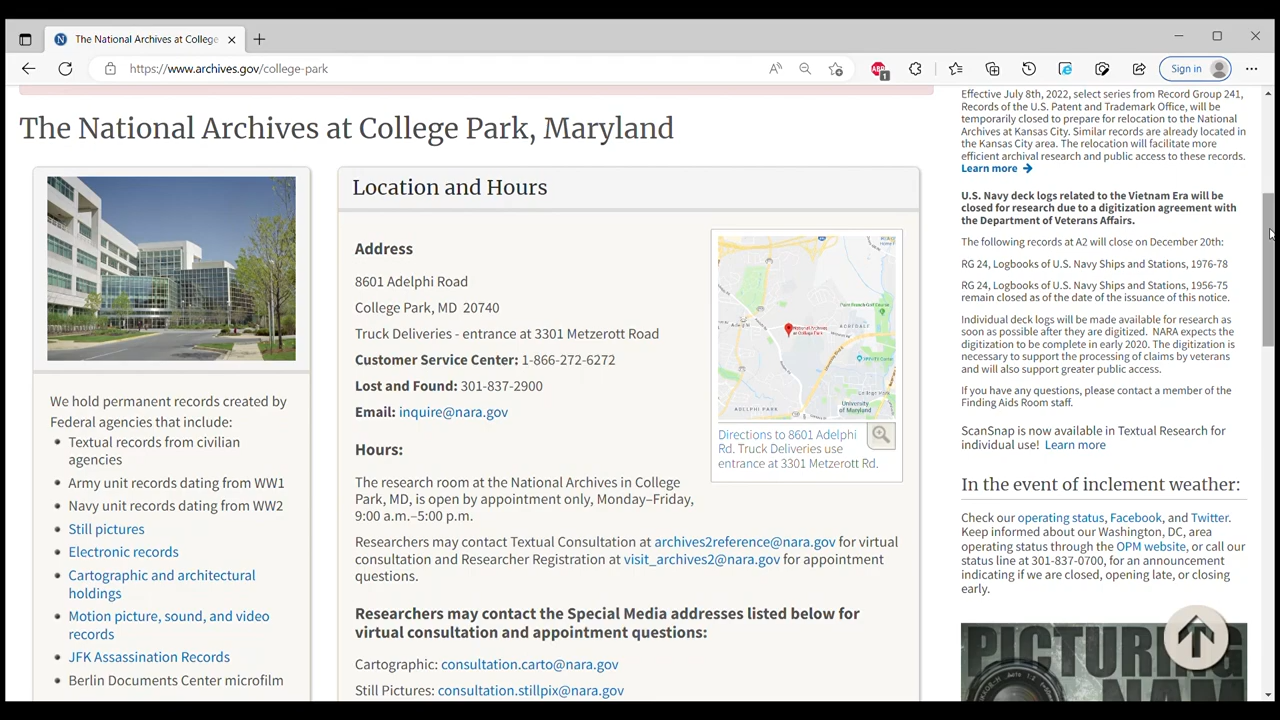 The National Archives at College
https://www.archives.gov/college-park
Sign in
The National Archives at College Park, Maryland
We hold permanent records created by
Federal agencies that include:
Textual records from civilian
agencies
Army unit records dating from WW1
Navy unit records dating from WW2
Still pictures
Electronic records
Cartographic and architectural
holdings
Motion picture, sound, and video
records
JFK Assassination Records
Berlin Documents Center microfilm
Location and Hours
Address
8601 Adelphi Road
College Park, MD 20740
Truck Deliveries - entrance at 3301 Metzerott Road
Customer Service Center: 1-866-272-6272
Lost and Found: 301-837-2900
Email: inquire@nara.gov
Hours:
The research room at the National Archives in College
Park, MD, is open by appointment only, Monday–Friday,
9:00 a.m.–5:00 p.m.
National Archives
at College Park
ADELPHI PARK
University
of Maryland
Directions to 8601 Adelphi
Rd. Truck Deliveries use
entrance at 3301 Metzerott Rd.
Researchers may contact Textual Consultation at archives2reference@nara.gov for virtual
consultation and Researcher Registration at visit_archives2@nara.gov for appointment
questions.
Researchers may contact the Special Media addresses listed below for
virtual consultation and appointment questions:
Cartographic: consultation.carto@nara.gov
Still Pictures: consultation.stillpix@nara.gov
Effective July 8th, 2022, select series from Record Group 241,
Records of the U.S. Patent and Trademark Office, will be
temporarily closed to prepare for relocation to the National
Archives at Kansas City. Similar records are already located in
the Kansas City area. The relocation will facilitate more
efficient archival research and public access to these records.
Learn more
U.S. Navy deck logs related to the Vietnam Era will be
closed for research due to a digitization agreement with
the Department of Veterans Affairs.
The following records at A2 will close on December 20th:
RG 24, Logbooks of U.S. Navy Ships and Stations, 1976-78
RG 24, Logbooks of U.S. Navy Ships and Stations, 1956-75
remain closed as of the date of the issuance of this notice.
Individual deck logs will be made available for research as
soon as possible after they are digitized. NARA expects the
digitization to be complete in early 2020. The digitization is
necessary to support the processing of claims by veterans
and will also support greater public access.
If you have any questions, please contact a member of the
Finding Aids Room staff.
ScanSnap is now available in Textual Research for
individual use! Learn more
In the event of inclement weather:
Check our operating status, Facebook, and Twitter.
Keep informed about our Washington, DC, area
operating status through the OPM website, or call our
status line at 301-837-0700, for an announcement
indicating if we are closed, opening late, or closing
early.
PICTURING